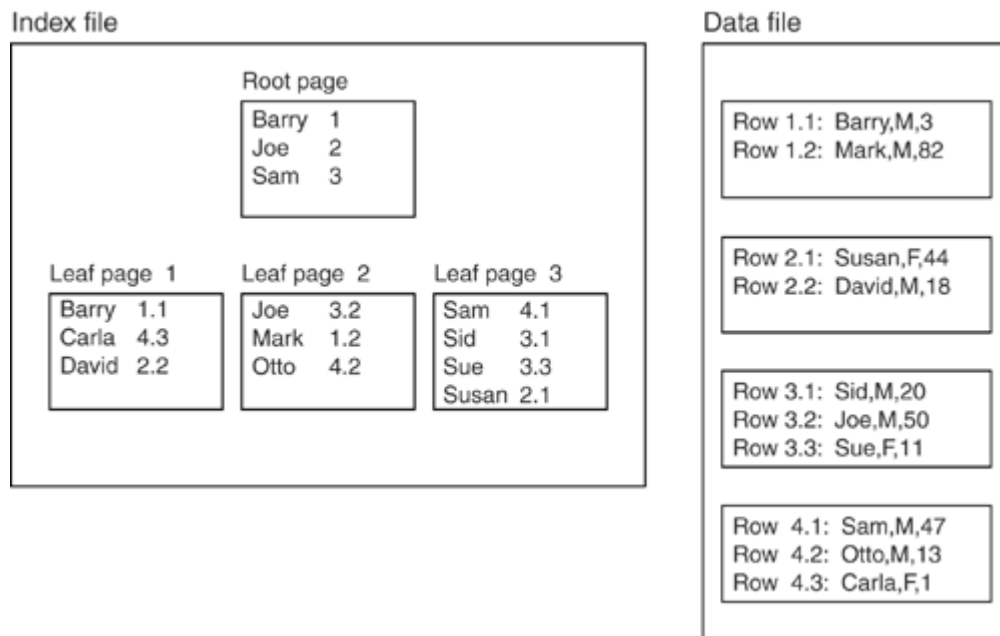 Index file
Root page
Barry 1
Joe 2
Sam 3
Leaf page 1
Barry 1.1
Carla 4.3
David 2.2
Leaf page 2
Joe 3.2
Mark 1.2
Otto 4.2
Leaf page 3
Sam 4.1
Sid 3.1
Sue 3.3
Susan 2.1
Data file
Row 1.1: Barry,M,3
Row 1.2: Mark,M,82
Row 2.1: Susan,F,44
Row 2.2: David,M,18
Row 3.1: Sid,M,20
Row 3.2: Joe,M,50
Row 3.3: Sue,F,11
Row 4.1: Sam,M,47
Row 4.2: Otto,M,13
Row 4.3: Carla,F,1